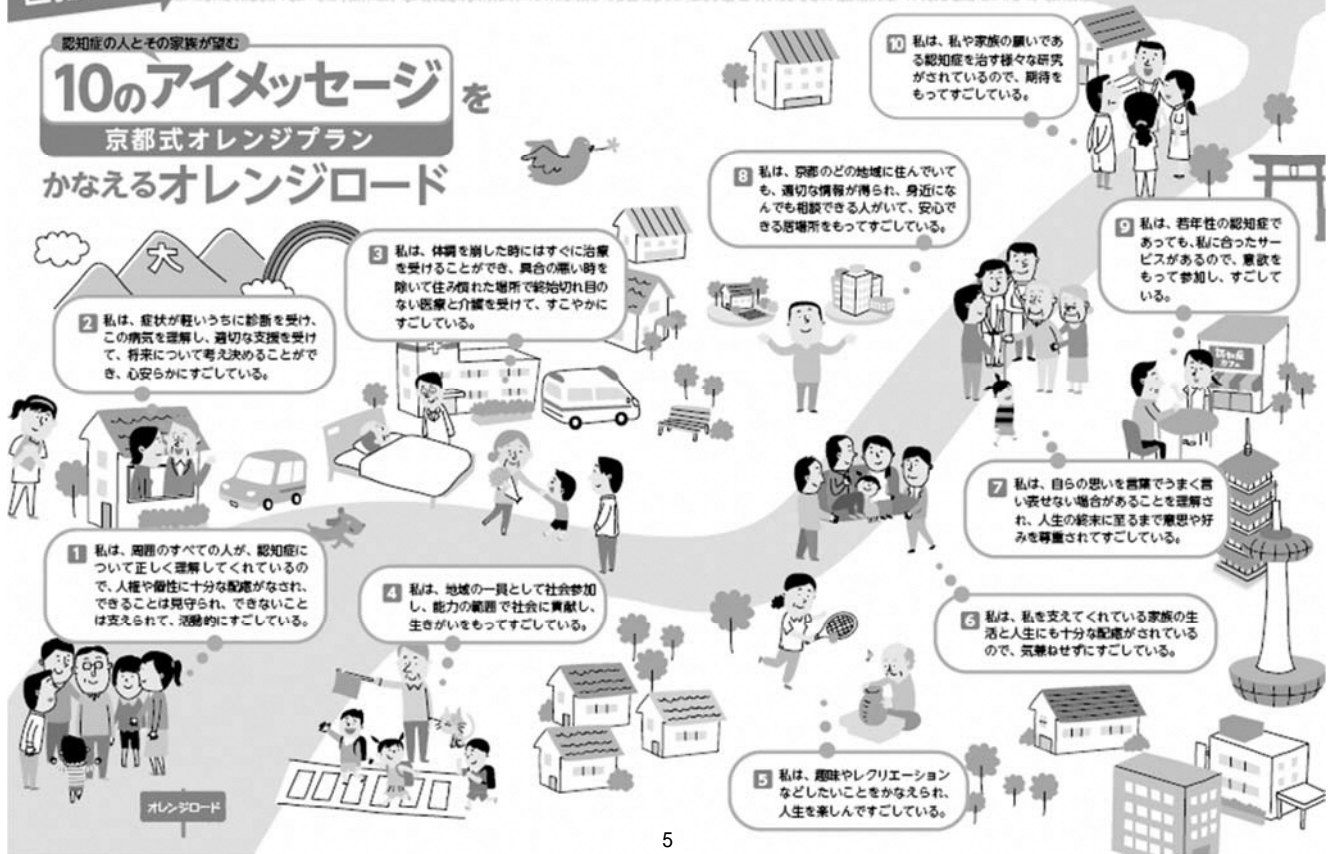 認知症の人とその家族が望む
10のアイメッセージを
京都式オレンジプラン
かなえるオレンジロード
1 私は、周囲のすべての人が、認知症に
ついて正しく理解してくれているの
で、人権や個性に十分な配慮がなされ、
できることは見守られ、できないこと
は支えられて、活動的にすごしている。
2 私は、症状が軽いうちに診断を受け、
この病気を理解し、適切な支援を受け
て、将来について考え決めることがで
き、心安らかにすごしている。
3 私は、体調を崩した時にはすぐに治療
を受けることができ、具合の悪い時を
除いて住み慣れた場所で終始切れ目の
ない医療と介護を受けて、すこやかに
すごしている。
4 私は、地域の一員として社会参加
し、能力の範囲で社会に貢献し、
生きがいをもってすごしている。
5 私は、趣味やレクリエーション
などしたいことをかなえられ、
人生を楽しんですごしている。
6 私は、私を支えてくれている家族の生
活と人生にも十分な配慮がされている
ので、気兼ねせずにすごしている。
7 私は、自らの思いを言葉でうまく言
い表せない場合があることを理解さ
れ、人生の終末に至るまで意思や好
みを尊重されてすごしている。
8 私は、京都のどの地域に住んでいて
も、適切な情報が得られ、身近にな
んでも相談できる人がいて、安心で
きる居場所をもってすごしている。
9 私は、若年性の認知症で
あっても、私に合ったサー
ビスがあるので、意欲を
もって参加し、すごして
いる。
10 私は、私や家族の願いであ
る認知症を治す様々な研究
がされているので、期待を
もってすごしている。
大
認知症
カフェ
オレンジロード
5